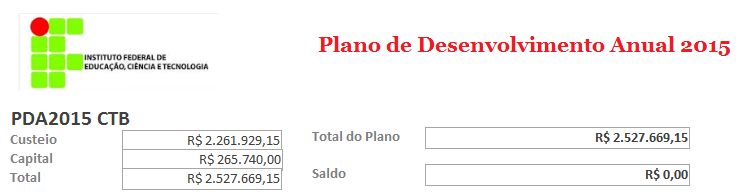 INSTITUTO FEDERAL DE
EDUCAÇÃO, CIÊNCIA E TECNOLOGIA
Plano de Desenvolvimento Anual 2015
PDA2015 CTB
Custeio R$ 2.261.929,15
Capital R$ 265.740,00
Total R$ 2.527.669,15
Total do Plano R$ 2.527.669,15
Saldo R$ 0,00